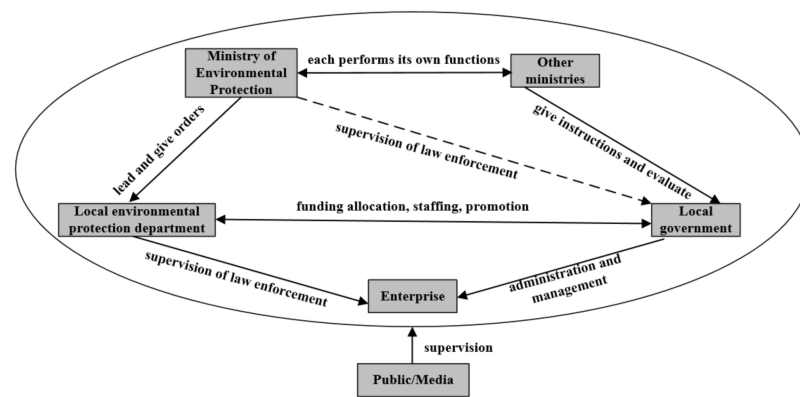 Ministry of
Environmental
Protection
each performs its own functions
Other
ministries
lead and give orders
supervision of law enforcement
give instructions and evaluate
Local environmental
protection department
funding allocation, staffing, promotion
Local
government
supervision of law enforcement
Enterprise
administration and
management
supervision
Public/Media